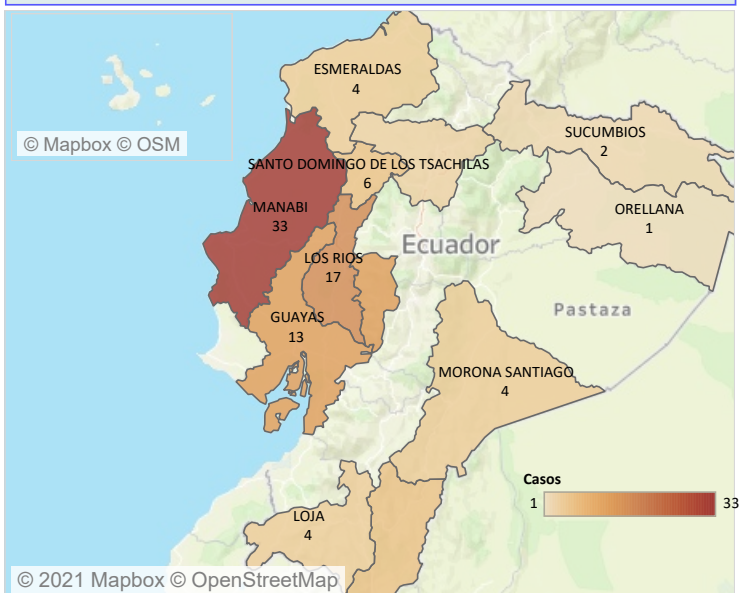 ESMERALDAS
4
© Mapbox © OSM
SUCUMBIOS
2
SANTO DOMINGO DE LOS TSACHILAS
6
MANABI
33
ORELLANA
1
Ecuador
LOS RIOS
17
Pastaza
GUAYAS
13
MORONA SANTIAGO
4
Casos
1 33
LOJA
4
© 2021 Mapbox © OpenStreetMap